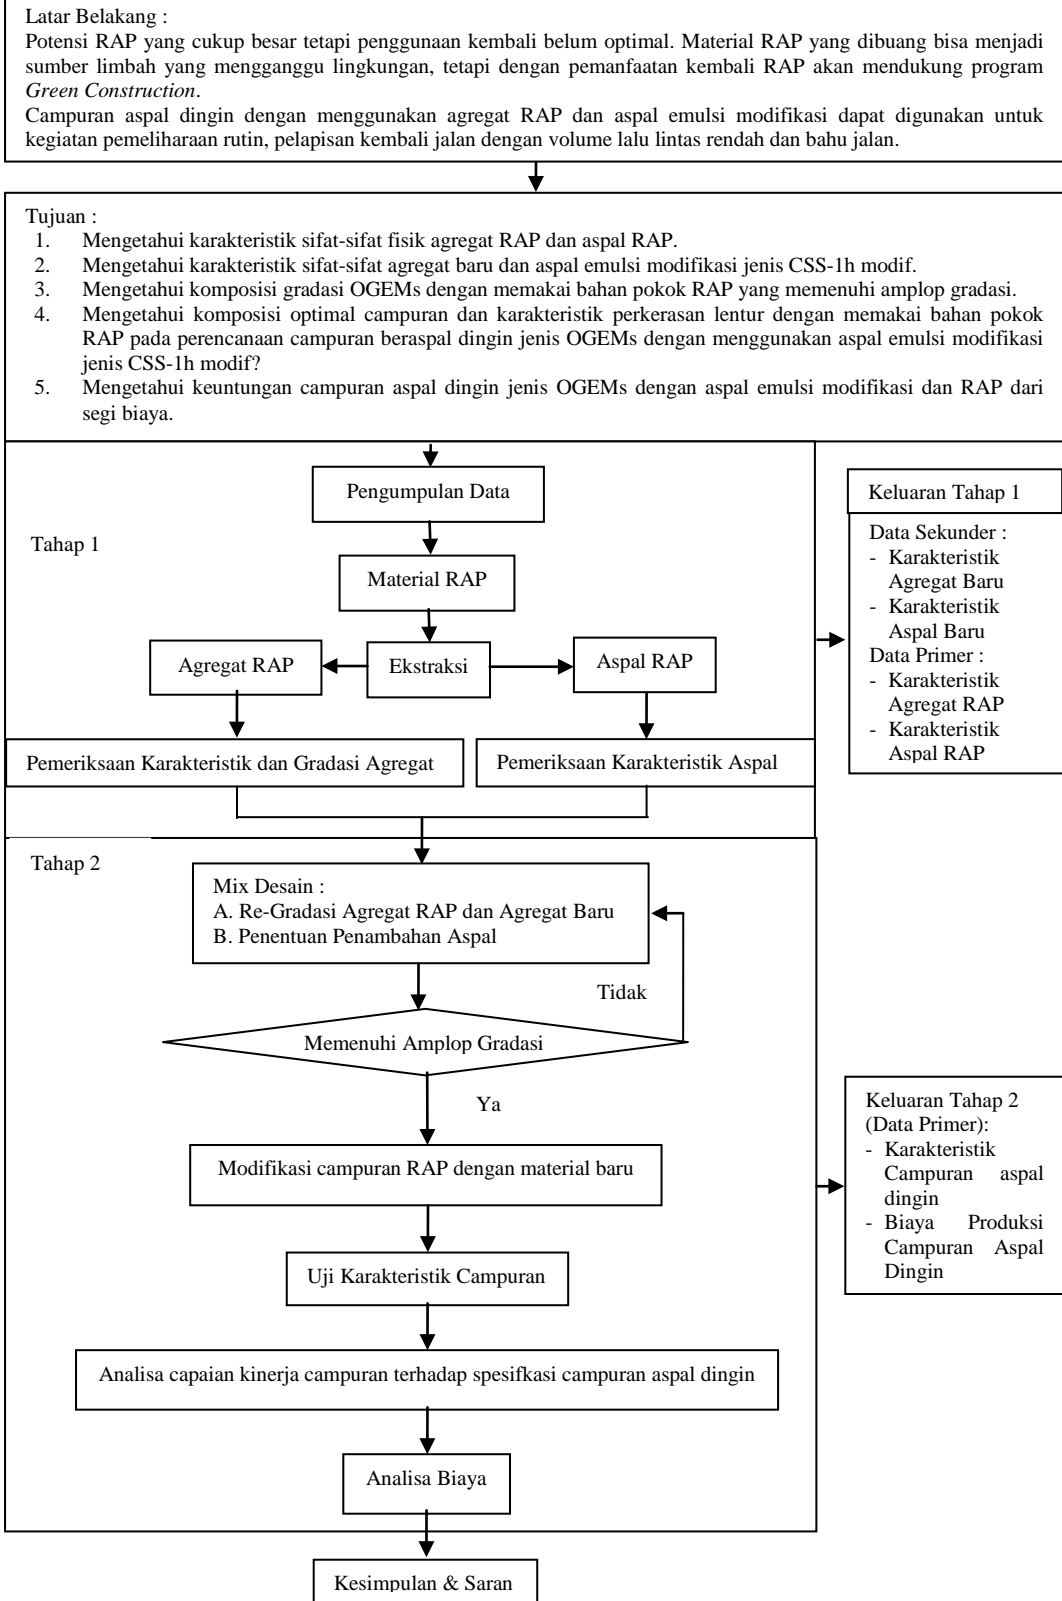 Latar Belakang :
Potensi RAP yang cukup besar tetapi penggunaan kembali belum optimal. Material RAP yang dibuang bisa menjadi
sumber limbah yang mengganggu lingkungan, tetapi dengan pemanfaatan kembali RAP akan mendukung program
Green Construction.
Campuran aspal dingin dengan menggunakan agregat RAP dan aspal emulsi modifikasi dapat digunakan untuk
kegiatan pemeliharaan rutin, pelapisan kembali jalan dengan volume lalu lintas rendah dan bahu jalan.
Tujuan :
1. Mengetahui karakteristik sifat-sifat fisik agregat RAP dan aspal RAP.
2. Mengetahui karakteristik sifat-sifat agregat baru dan aspal emulsi modifikasi jenis CSS-1h modif.
3. Mengetahui komposisi gradasi OGEMs dengan memakai bahan pokok RAP yang memenuhi amplop gradasi.
4. Mengetahui komposisi optimal campuran dan karakteristik perkerasan lentur dengan memakai bahan pokok
RAP pada perencanaan campuran beraspal dingin jenis OGEMs dengan menggunakan aspal emulsi modifikasi
jenis CSS-1h modif?
5. Mengetahui keuntungan campuran aspal dingin jenis OGEMs dengan aspal emulsi modifikasi dan RAP dari
segi biaya.
Tahap 1
Pengumpulan Data
Material RAP
Agregat RAP
Ekstraksi
Aspal RAP
Pemeriksaan Karakteristik dan Gradasi Agregat
Pemeriksaan Karakteristik Aspal
Keluaran Tahap 1
Data Sekunder :
- Karakteristik
Agregat Baru
- Karakteristik
Aspal Baru
Data Primer :
- Karakteristik
Agregat RAP
- Karakteristik
Aspal RAP
Tahap 2
Mix Desain :
A. Re-Gradasi Agregat RAP dan Agregat Baru
B. Penentuan Penambahan Aspal
Tidak
Memenuhi Amplop Gradasi
Ya
Modifikasi campuran RAP dengan material baru
Uji Karakteristik Campuran
Analisa capaian kinerja campuran terhadap spesifkasi campuran aspal dingin
Analisa Biaya
Keluaran Tahap 2
(Data Primer):
- Karakteristik
Campuran aspal
dingin
- Biaya Produksi
Campuran Aspal
Dingin
Kesimpulan & Saran